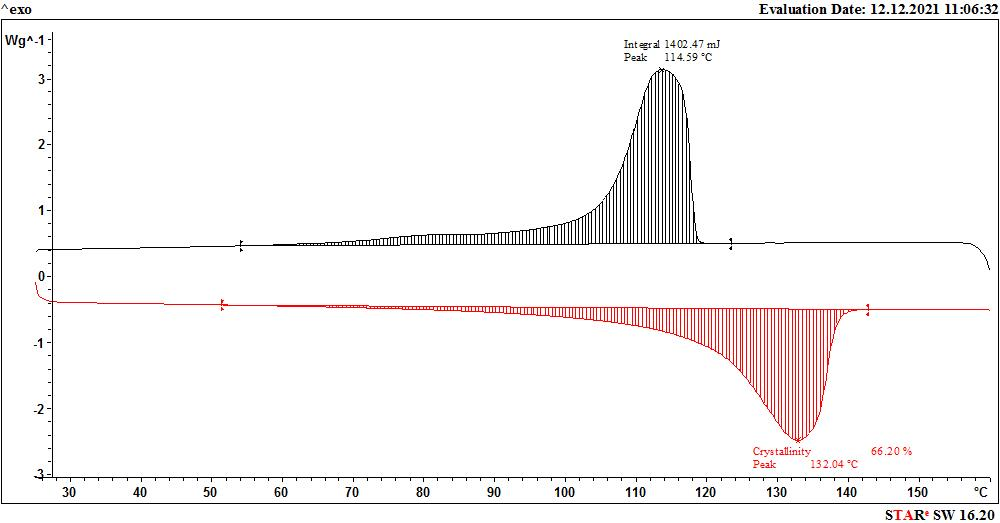 ^exo
Evaluation Date: 12.12.2021 11:06:32
Wg^-1
Integral 1402.47 mJ
Peak 114.59 °C
3
2
1
0
-1
-2
-3
Crystallinity 66.20 %
Peak 132.04 °C
30 40 50 60 70 80 90 100 110 120 130 140 150 °C
STARe SW 16.20